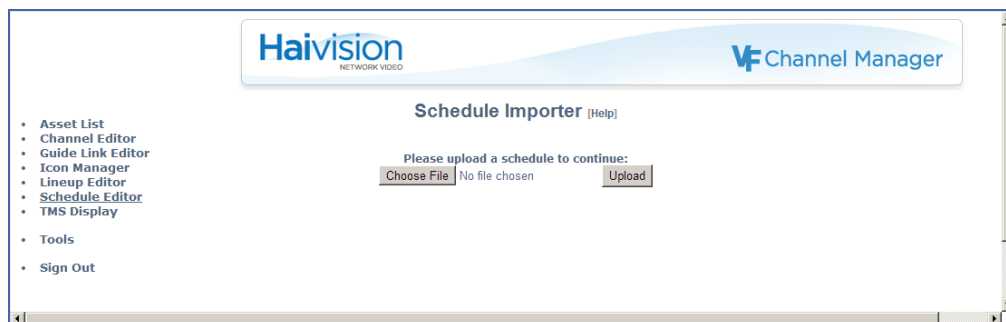 Haivision
NETWORK VIDEO
VF Channel Manager
Schedule Importer [Help]
• Asset List
• Channel Editor
• Guide Link Editor
• Icon Manager
• Lineup Editor
• Schedule Editor
• TMS Display
• Tools
• Sign Out
Please upload a schedule to continue:
Choose File No file chosen Upload